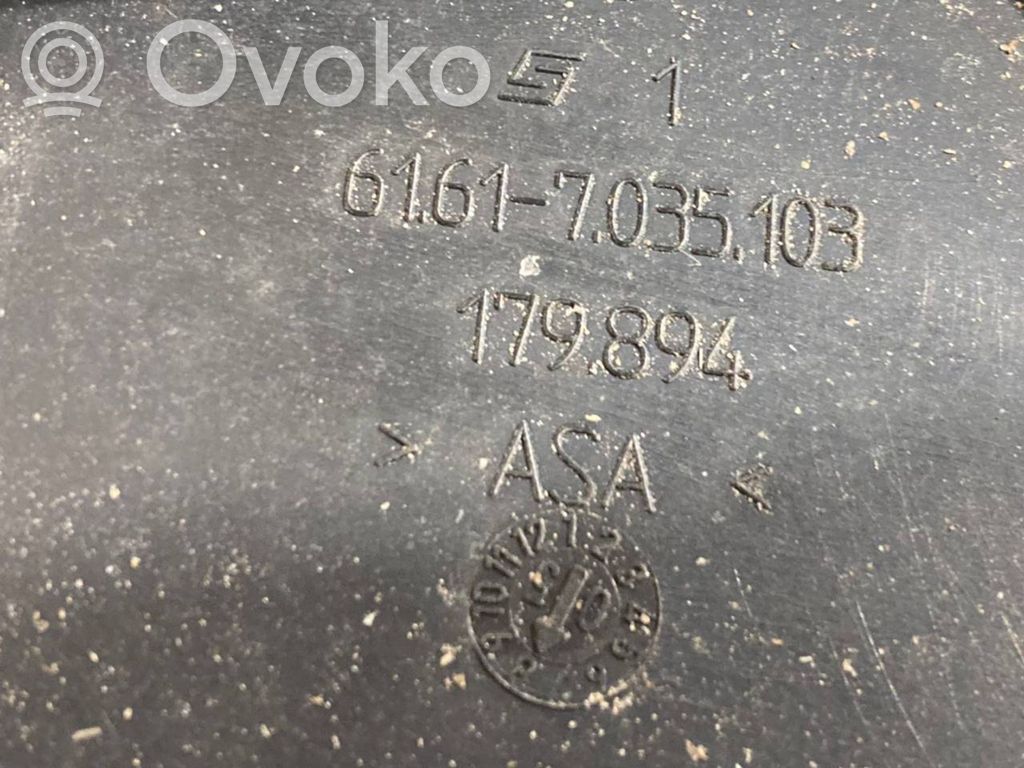 Ovoko
1
61.61-7.035.103
179.894
> ASA <